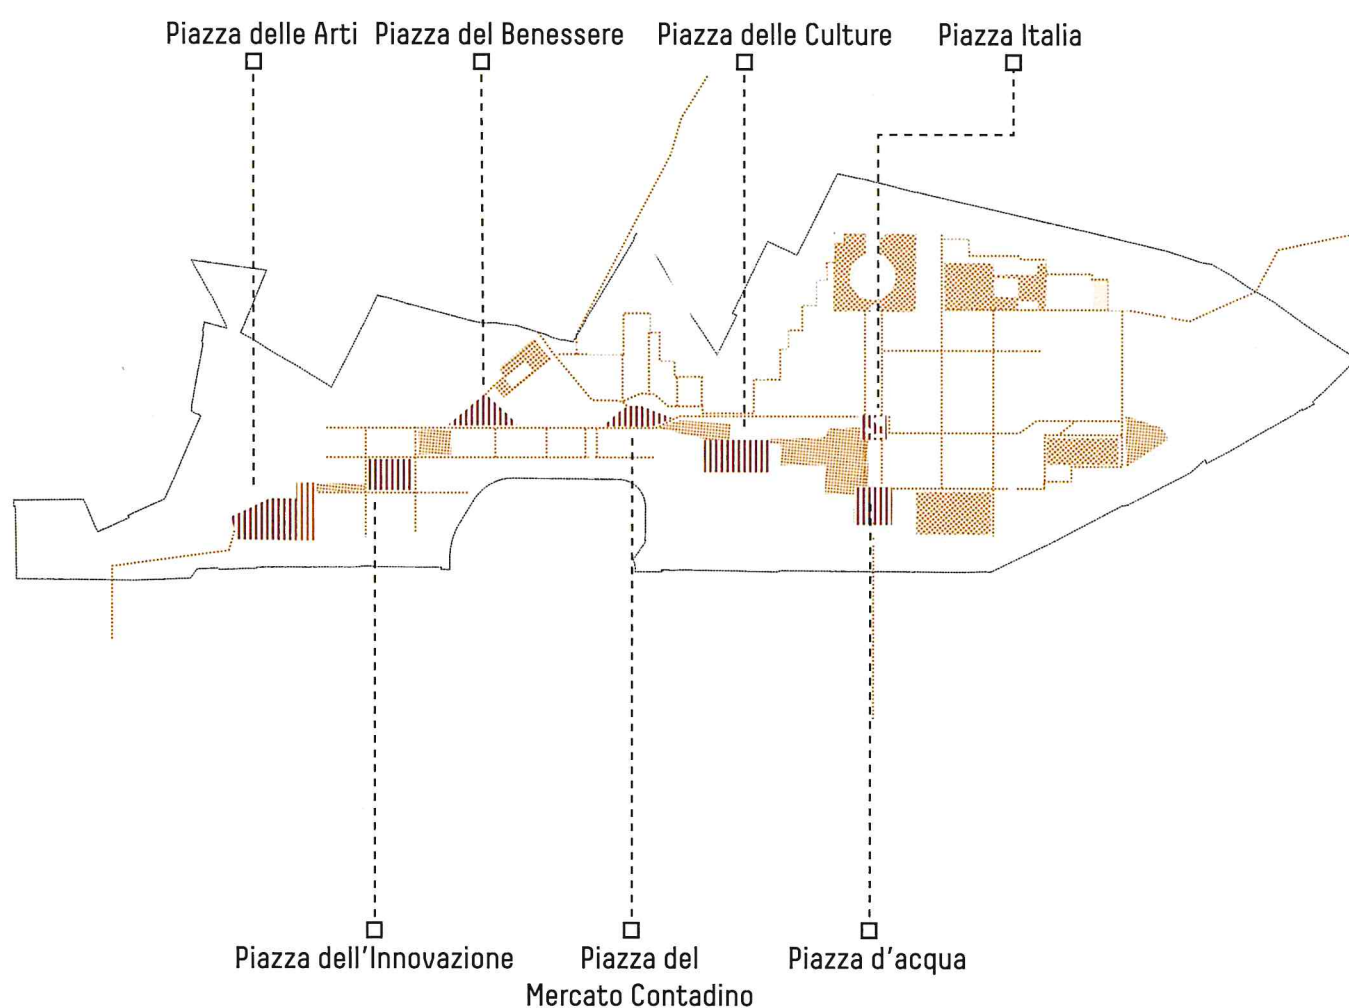 Piazza delle Arti
Piazza del Benessere
Piazza delle Culture
Piazza Italia
Piazza dell'Innovazione
Piazza del
Mercato Contadino
Piazza d'acqua